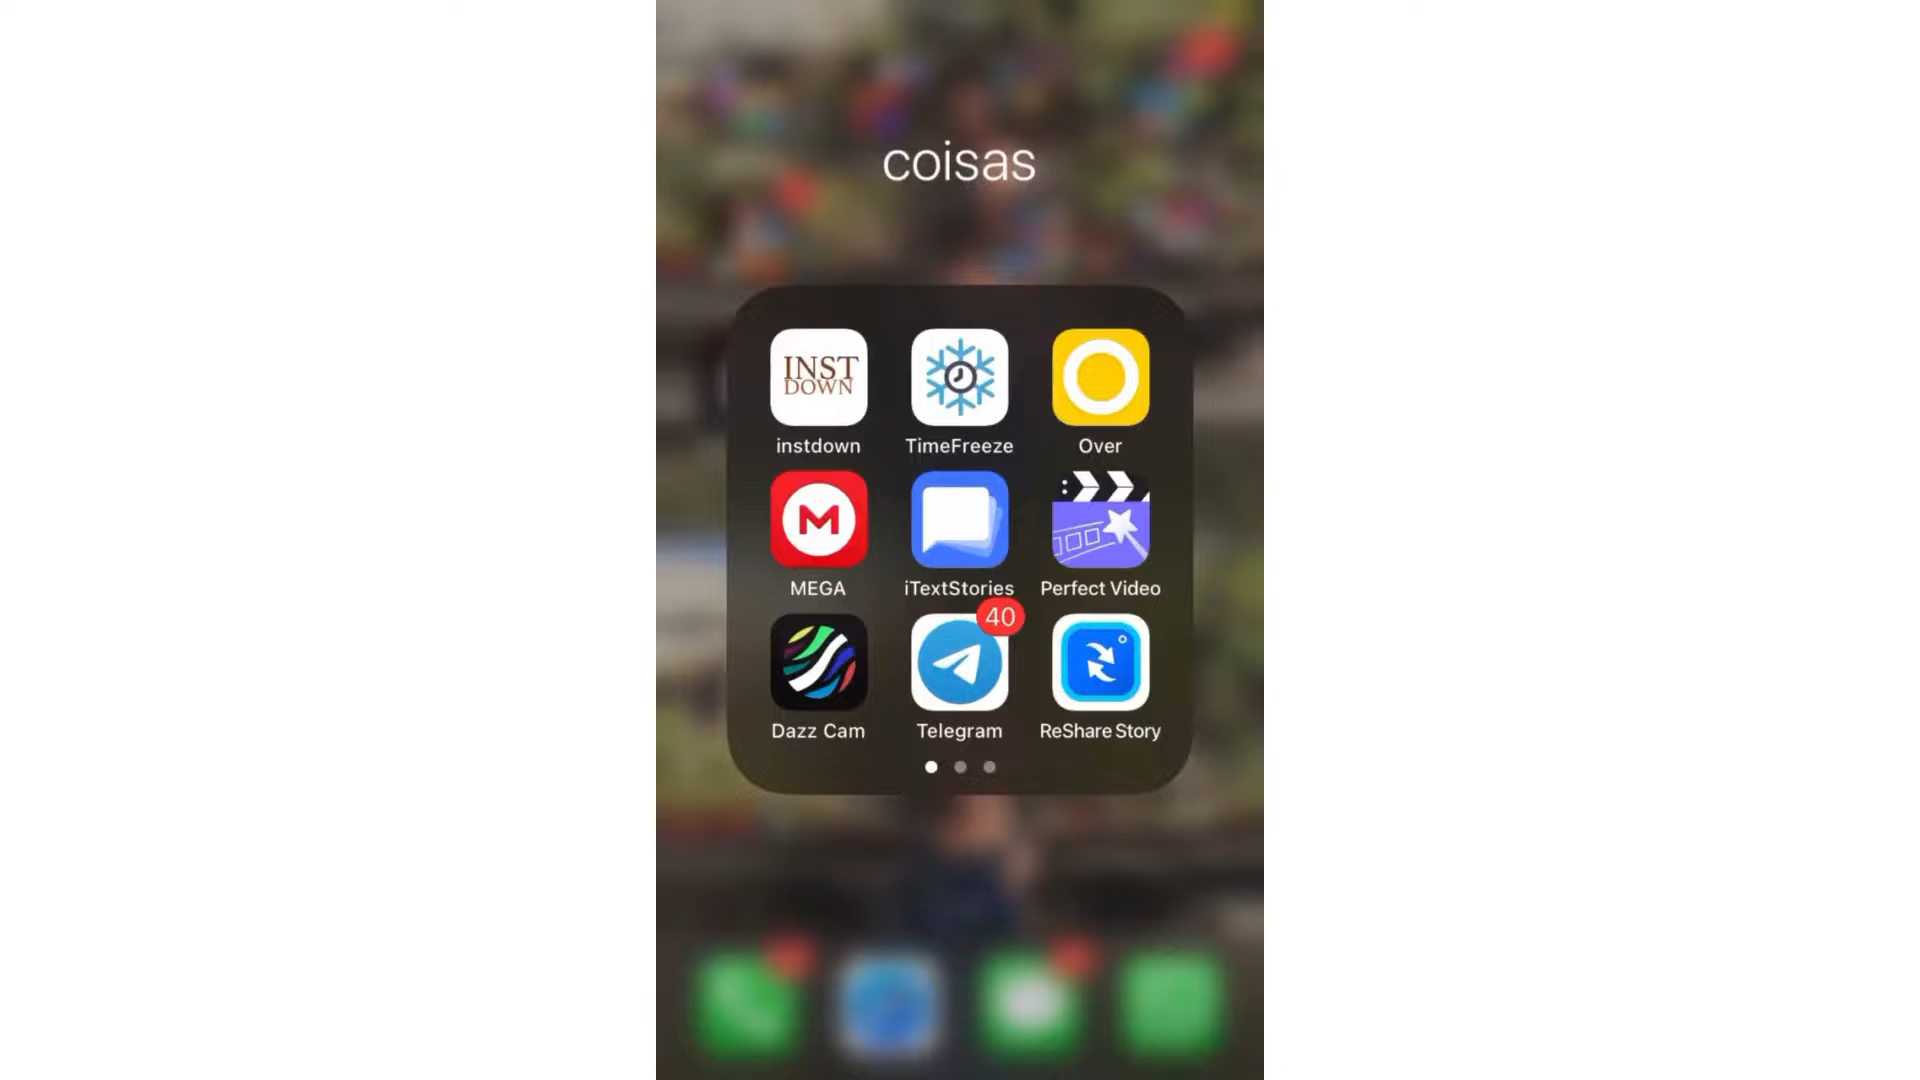 coisas
INST
DOWN
instdown
TimeFreeze
Over
M
MEGA
iTextStories
Perfect Video
40
Dazz Cam
Telegram
ReShare Story